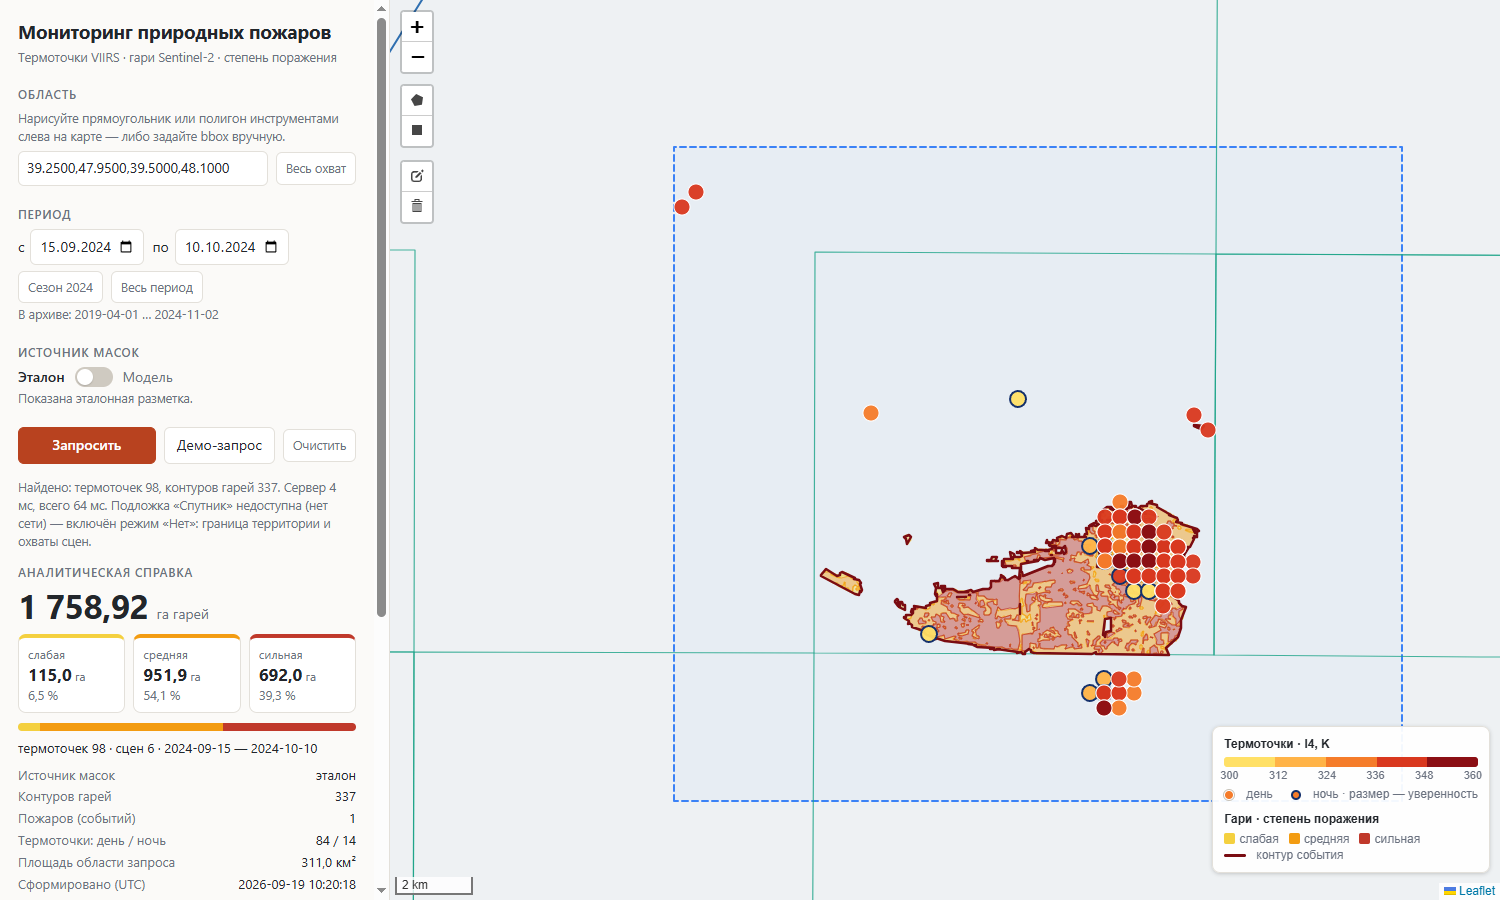 Мониторинг природных пожаров
Термоточки VIIRS · гари Sentinel-2 · степень поражения
ОБЛАСТЬ
Нарисуйте прямоугольник или полигон инструментами
слева на карте — либо задайте bbox вручную.
39.2500,47.9500,39.5000,48.1000
Весь охват
ПЕРИОД
с 15.09.2024 по 10.10.2024
Сезон 2024
Весь период
В архиве: 2019-04-01 … 2024-11-02
ИСТОЧНИК МАСОК
Эталон Модель
Показана эталонная разметка.
Запросить
Демо-запрос
Очистить
Найдено: термоточек 98, контуров гарей 337. Сервер 4
мс, всего 64 мс. Подложка «Спутник» недоступна (нет
сети) — включён режим «Нет»: граница территории и
охваты сцен.
АНАЛИТИЧЕСКАЯ СПРАВКА
1 758,92 га гарей
слабая
115,0 га
6,5 %
средняя
951,9 га
54,1 %
сильная
692,0 га
39,3 %
термоточек 98 · сцен 6 · 2024-09-15 — 2024-10-10
Источник масок эталон
Контуров гарей 337
Пожаров (событий) 1
Термоточки: день / ночь 84 / 14
Площадь области запроса 311,0 км²
Сформировано (UTC) 2026-09-19 10:20:18
+
−
2 km
Термоточки · I4, K
300 312 324 336 348 360
день ночь · размер — уверенность
Гари · степень поражения
слабая средняя сильная
контур события
Leaflet